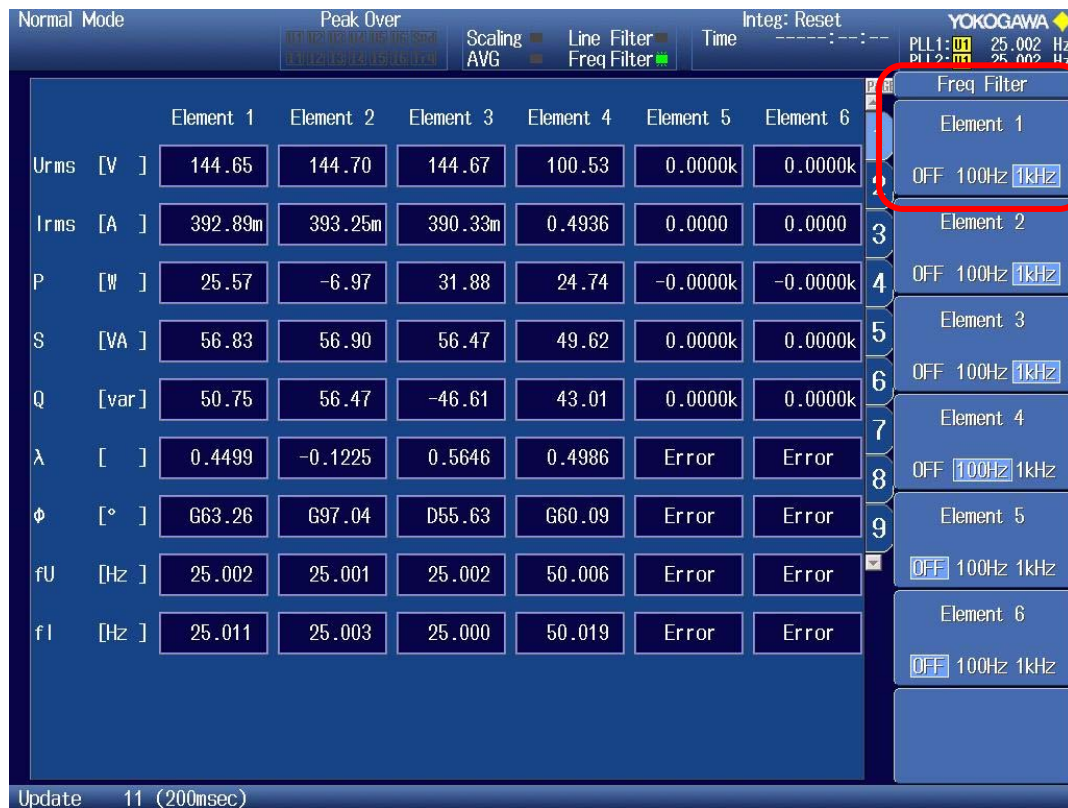 Normal Mode
Peak Over
Scaling
AVG
Line Filter
Freq Filter
Time
Integ: Reset
-----:--:--
YOKOGAWA
PLL1: U1 25.002 Hz
PLL2: U1 25.002 Hz
PAGE
Element 1 Element 2 Element 3 Element 4 Element 5 Element 6
Urms [V ] 144.65 144.70 144.67 100.53 0.0000k 0.0000k
Irms [A ] 392.89m 393.25m 390.33m 0.4936 0.0000 0.0000
P [W ] 25.57 -6.97 31.88 24.74 -0.0000k -0.0000k
S [VA ] 56.83 56.90 56.47 49.62 0.0000k 0.0000k
Q [var] 50.75 56.47 -46.61 43.01 0.0000k 0.0000k
λ [ ] 0.4499 -0.1225 0.5646 0.4986 Error Error
Φ [° ] G63.26 G97.04 D55.63 G60.09 Error Error
fU [Hz ] 25.002 25.001 25.002 50.006 Error Error
fI [Hz ] 25.011 25.003 25.000 50.019 Error Error
1
2
3
4
5
6
7
8
9
Freq Filter
Element 1
OFF 100Hz 1kHz
Element 2
OFF 100Hz 1kHz
Element 3
OFF 100Hz 1kHz
Element 4
OFF 100Hz 1kHz
Element 5
OFF 100Hz 1kHz
Element 6
OFF 100Hz 1kHz
Update 11 (200msec)